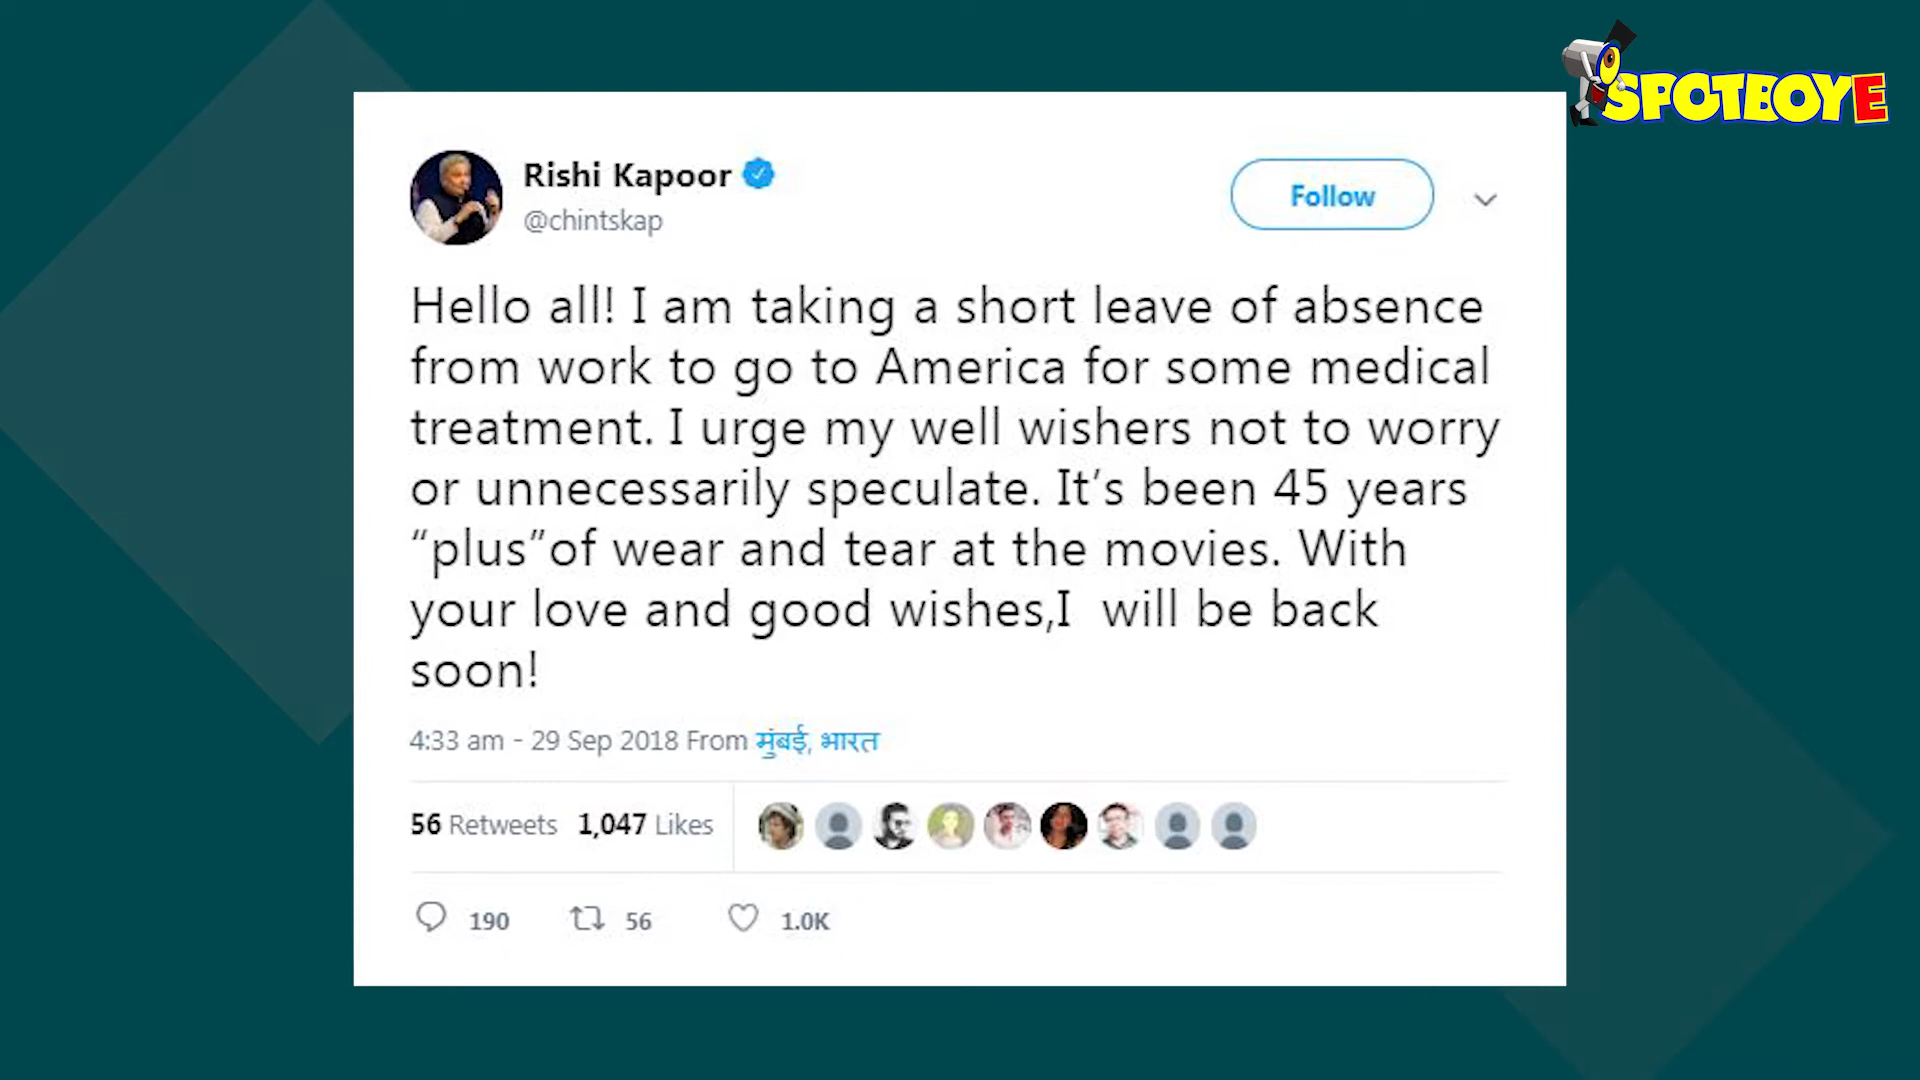 SPOTBOYE
Rishi Kapoor
@chintskap
Follow
Hello all! I am taking a short leave of absence
from work to go to America for some medical
treatment. I urge my well wishers not to worry
or unnecessarily speculate. It’s been 45 years
“plus”of wear and tear at the movies. With
your love and good wishes,I  will be back
soon!
4:33 am - 29 Sep 2018 From मुंबई, भारत
56 Retweets 1,047 Likes
190 56 1.0K